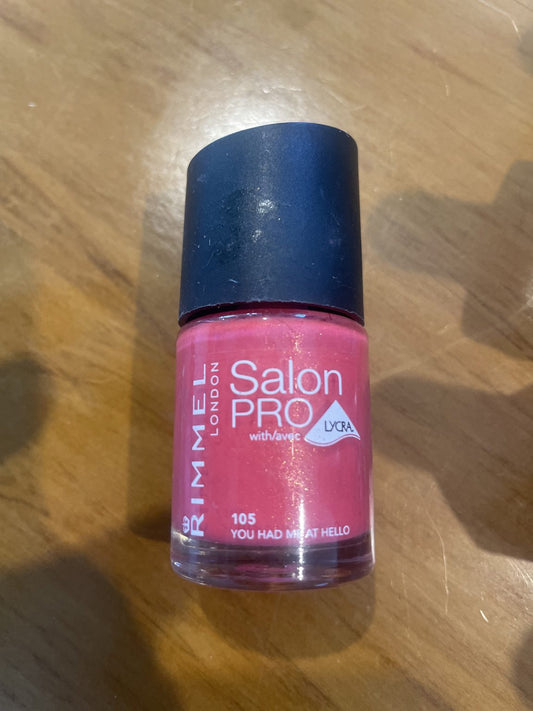 RIMMEL
LONDON
Salon
PRO
with/avec
LYCRA
105
YOU HAD ME AT HELLO